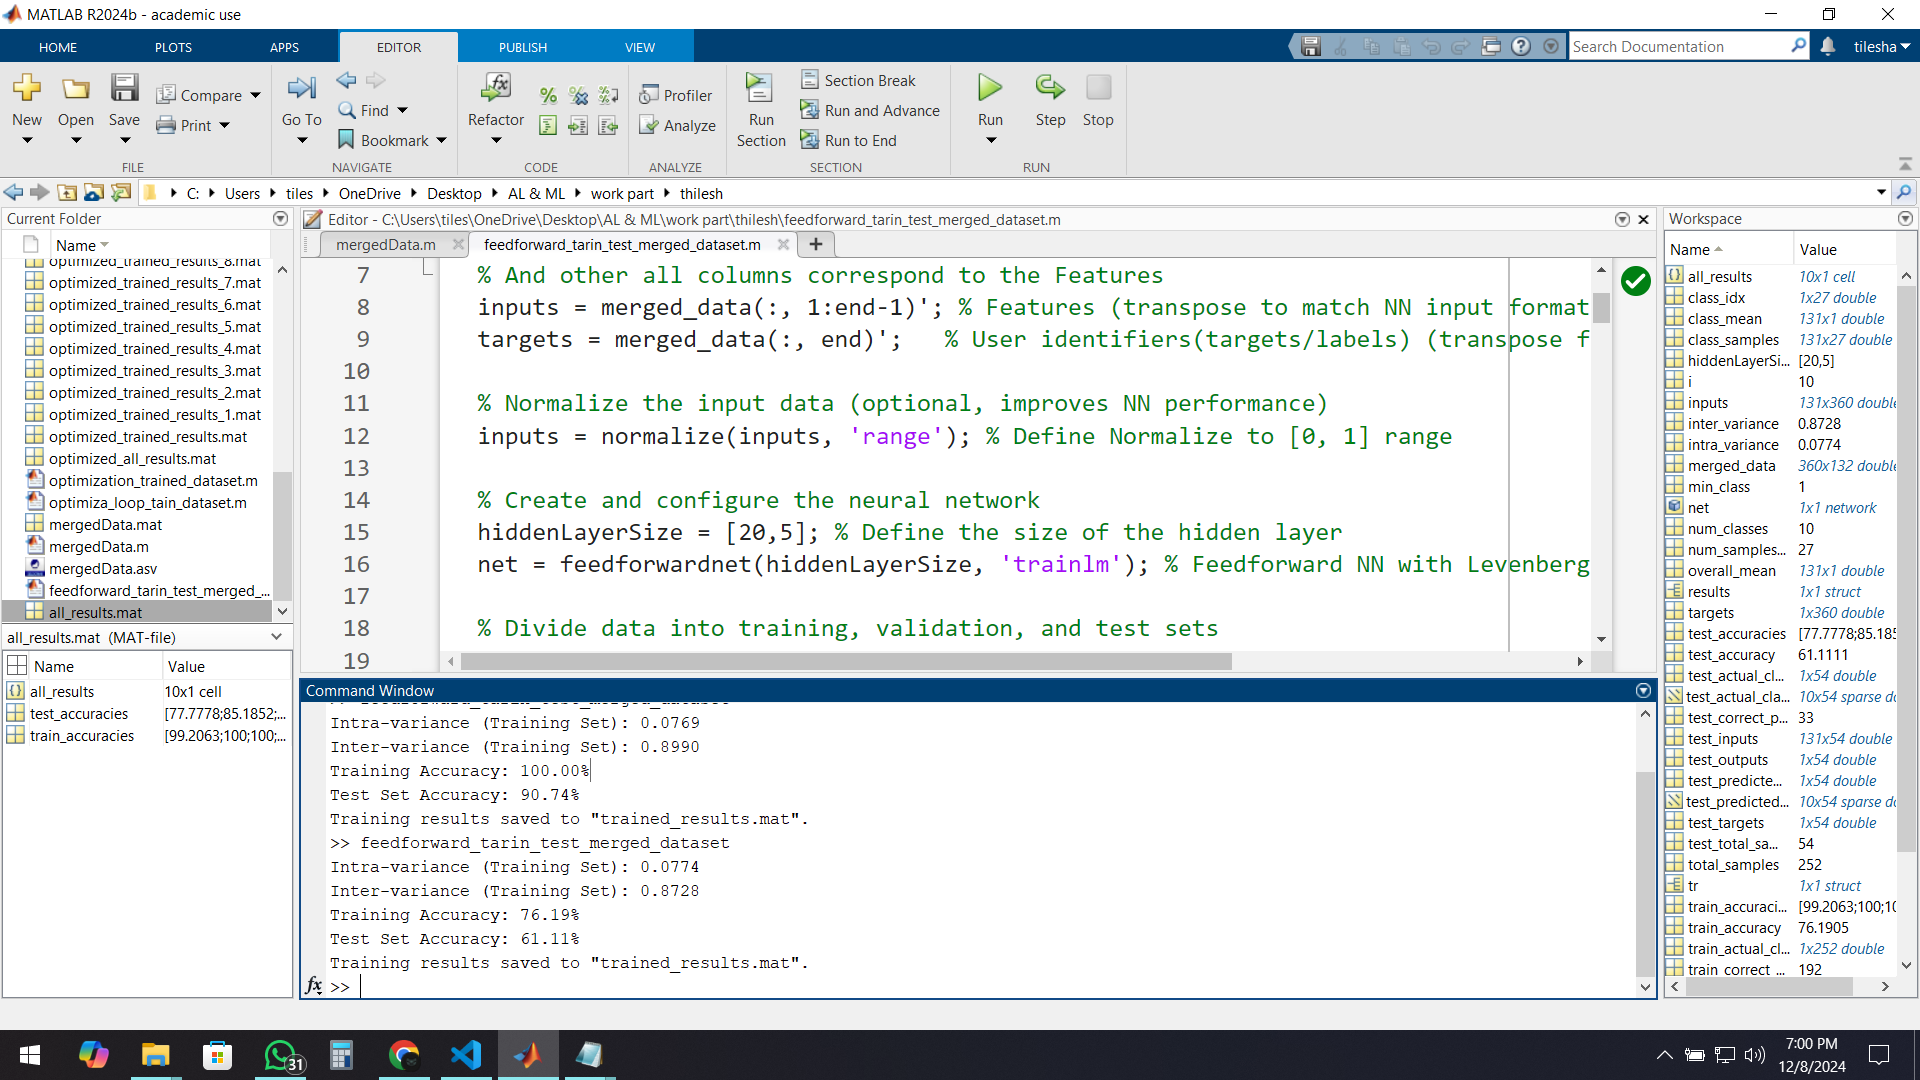 MATLAB R2024b - academic use
HOME PLOTS APPS EDITOR PUBLISH VIEW
Search Documentation
tilesha
New Open Save Compare Print
FILE
Go To Find Bookmark
NAVIGATE
Refactor
CODE
Profiler
Analyze
ANALYZE
Run Section
Section Break
Run and Advance
Run to End
SECTION
Run Step Stop
RUN
C: Users tiles OneDrive Desktop AL & ML work part thilesh
Current Folder
Name
optimized_trained_results_8.mat
optimized_trained_results_7.mat
optimized_trained_results_6.mat
optimized_trained_results_5.mat
optimized_trained_results_4.mat
optimized_trained_results_3.mat
optimized_trained_results_2.mat
optimized_trained_results_1.mat
optimized_trained_results.mat
optimized_all_results.mat
optimization_trained_dataset.m
optimiza_loop_tain_dataset.m
mergedData.mat
mergedData.m
mergedData.asv
feedforward_tarin_test_merged_...
all_results.mat
all_results.mat (MAT-file)
Name Value
all_results 10x1 cell
test_accuracies [77.7778;85.1852;...
train_accuracies [99.2063;100;100;...
Editor - C:\Users\tiles\OneDrive\Desktop\AL & ML\work part\thilesh\feedforward_tarin_test_merged_dataset.m
mergedData.m feedforward_tarin_test_merged_dataset.m +
7 % And other all columns correspond to the Features
8 inputs = merged_data(:, 1:end-1)'; % Features (transpose to match NN input format
9 targets = merged_data(:, end)'; % User identifiers(targets/labels) (transpose f
10
11 % Normalize the input data (optional, improves NN performance)
12 inputs = normalize(inputs, 'range'); % Define Normalize to [0, 1] range
13
14 % Create and configure the neural network
15 hiddenLayerSize = [20,5]; % Define the size of the hidden layer
16 net = feedforwardnet(hiddenLayerSize, 'trainlm'); % Feedforward NN with Levenberg
17
18 % Divide data into training, validation, and test sets
19
Command Window
>> feedforward_tarin_test_merged_dataset
Intra-variance (Training Set): 0.0769
Inter-variance (Training Set): 0.8990
Training Accuracy: 100.00%
Test Set Accuracy: 90.74%
Training results saved to "trained_results.mat".
>> feedforward_tarin_test_merged_dataset
Intra-variance (Training Set): 0.0774
Inter-variance (Training Set): 0.8728
Training Accuracy: 76.19%
Test Set Accuracy: 61.11%
Training results saved to "trained_results.mat".
fx >>
Workspace
Name Value
all_results 10x1 cell
class_idx 1x27 double
class_mean 131x1 double
class_samples 131x27 double
hiddenLayerSi... [20,5]
i 10
inputs 131x360 double
inter_variance 0.8728
intra_variance 0.0774
merged_data 360x132 double
min_class 1
net 1x1 network
num_classes 10
num_samples... 27
overall_mean 131x1 double
results 1x1 struct
targets 1x360 double
test_accuracies [77.7778;85.185
test_accuracy 61.1111
test_actual_cl... 1x54 double
test_actual_cla... 10x54 sparse do
test_correct_p... 33
test_inputs 131x54 double
test_outputs 1x54 double
test_predicte... 1x54 double
test_predicted... 10x54 sparse do
test_targets 1x54 double
test_total_sa... 54
total_samples 252
tr 1x1 struct
train_accuraci... [99.2063;100;10
train_accuracy 76.1905
train_actual_cl... 1x252 double
train_correct_... 192
31
7:00 PM
12/8/2024